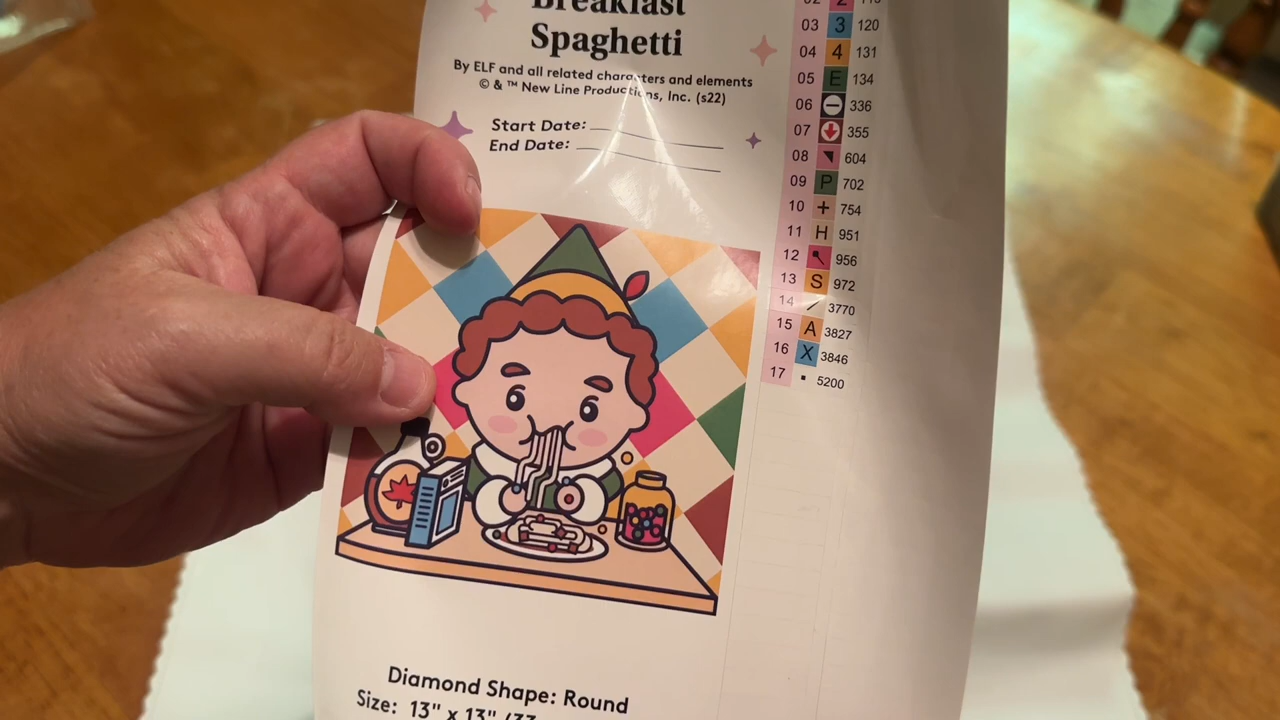 Breakfast
Spaghetti
By ELF and all related characters and elements
© & ™ New Line Productions, Inc. (s22)
Start Date:
End Date:
02 2
03 3 120
04 4 131
05 E 134
06 336
07 355
08 604
09 P 702
10 + 754
11 H 951
12 956
13 S 972
14 / 3770
15 A 3827
16 X 3846
17 ▪ 5200
Diamond Shape: Round
Size: 13" x 13"